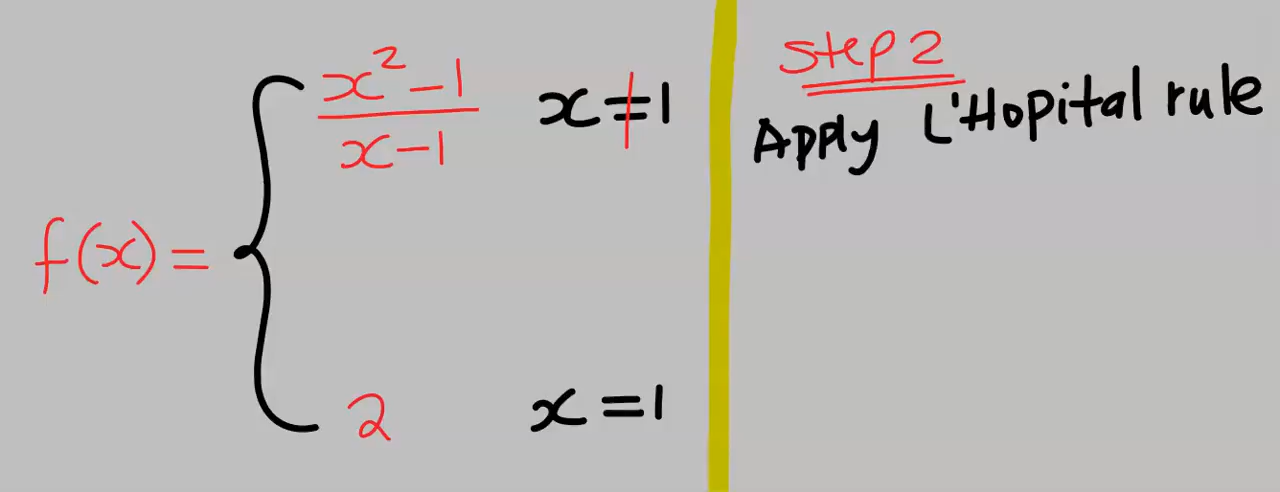 x² - 1
x - 1
x ≠ 1
f(x) =
2
x = 1
Step 2
Apply L'Hopital rule